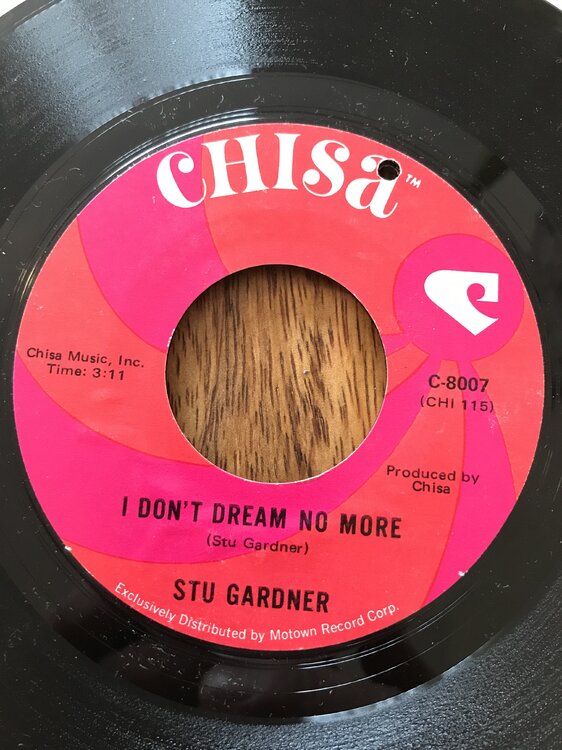 CHISa™
Chisa Music, Inc.
Time: 3:11
C-8007
(CHI 115)
Produced by
Chisa
I DON'T DREAM NO MORE
(Stu Gardner)
STU GARDNER
Exclusively Distributed by Motown Record Corp.